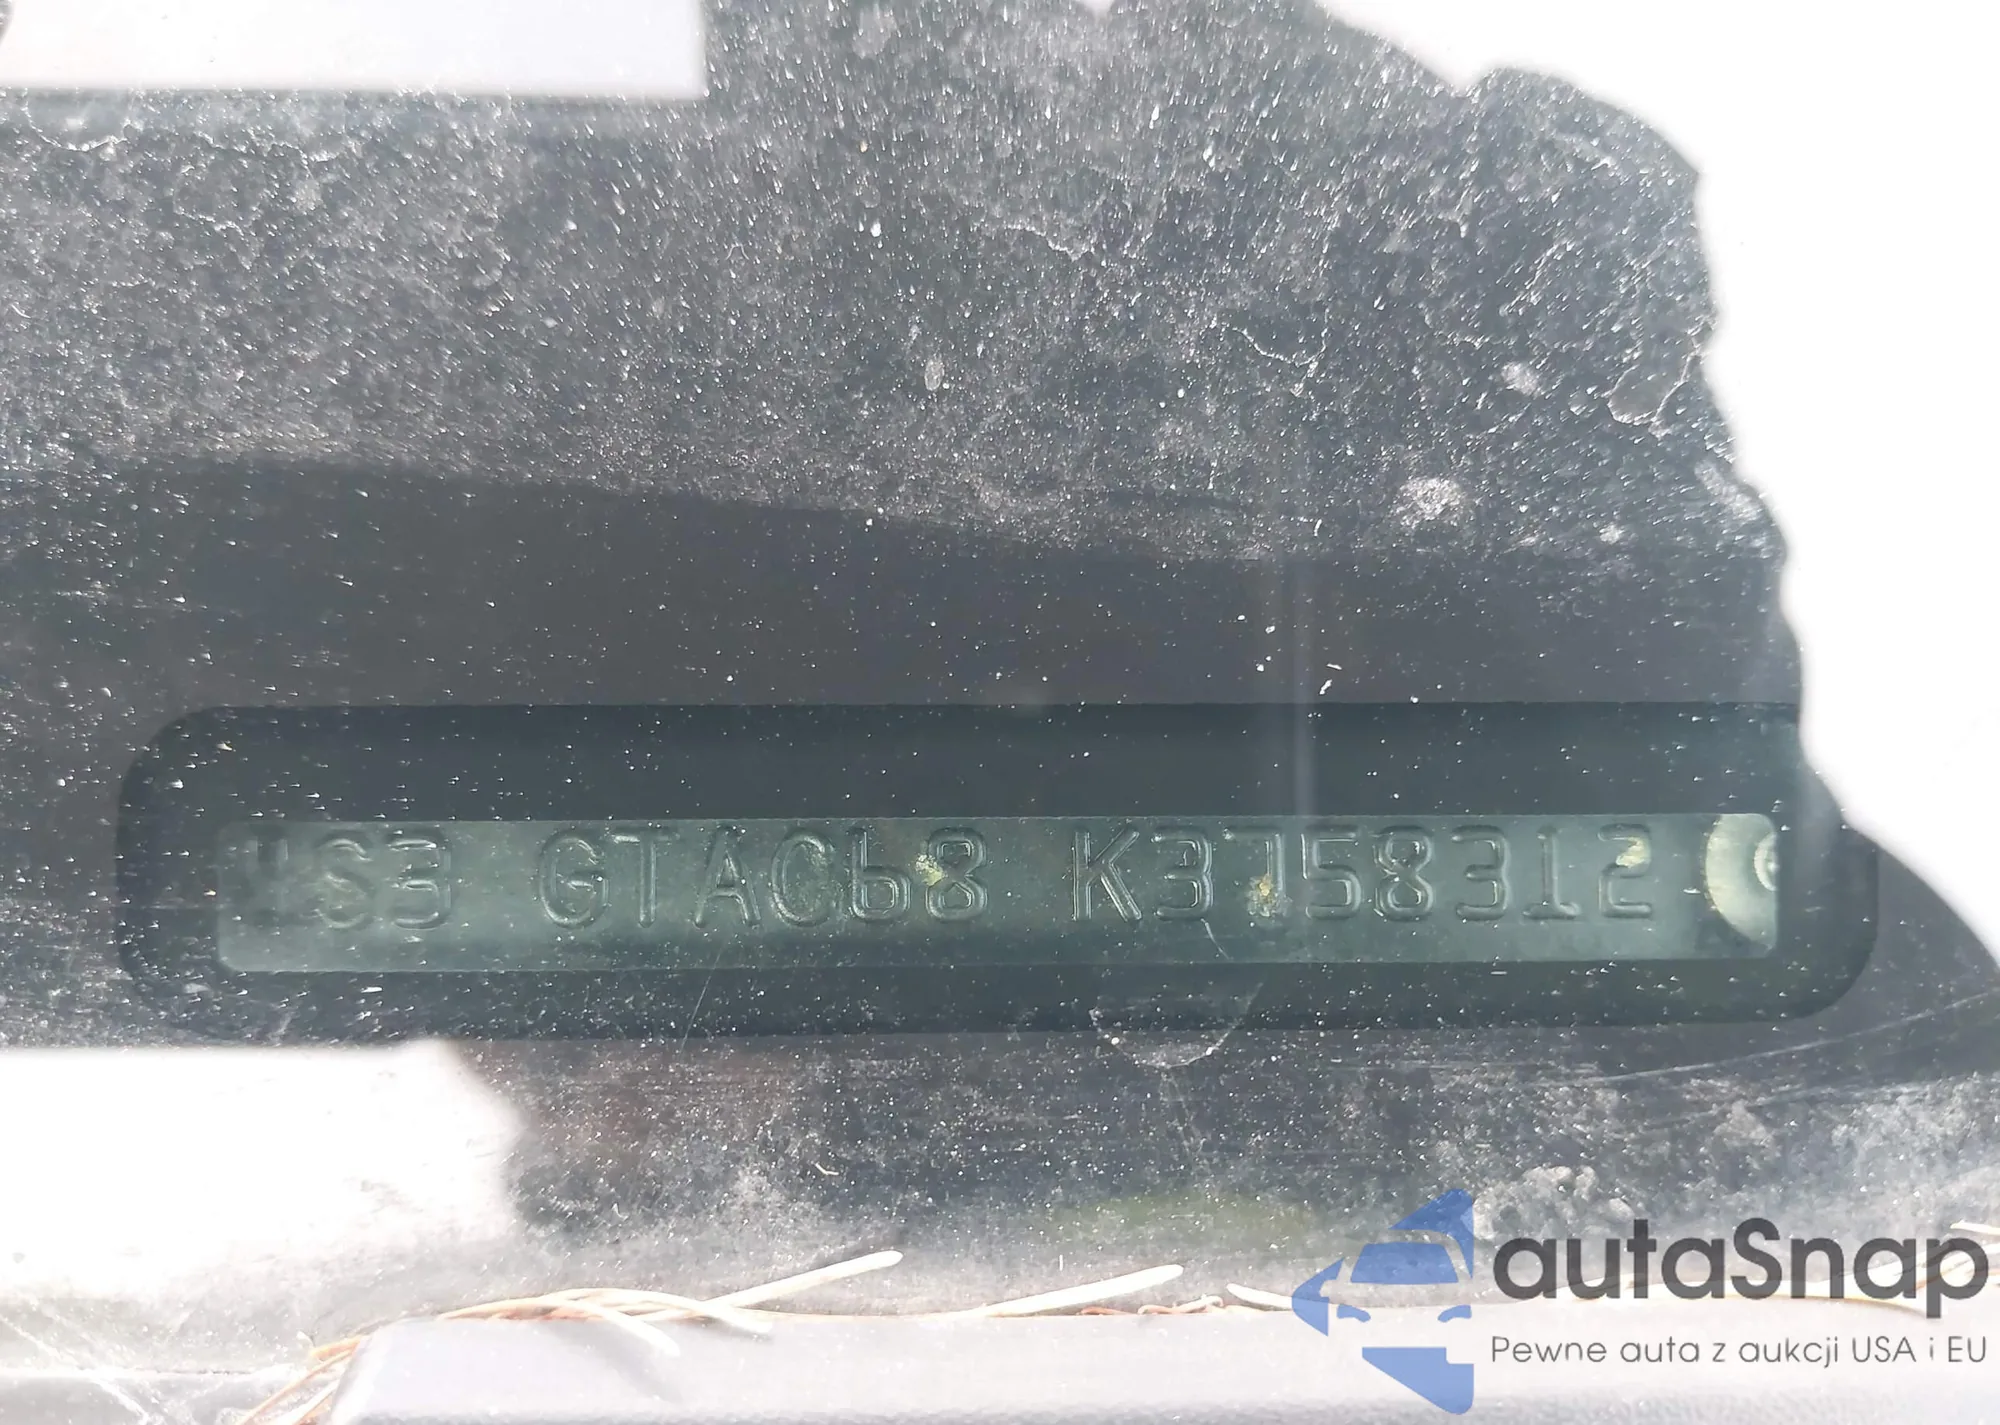 GTAC68 K3758312
autaSnap
Pewne auta z aukcji USA i EU